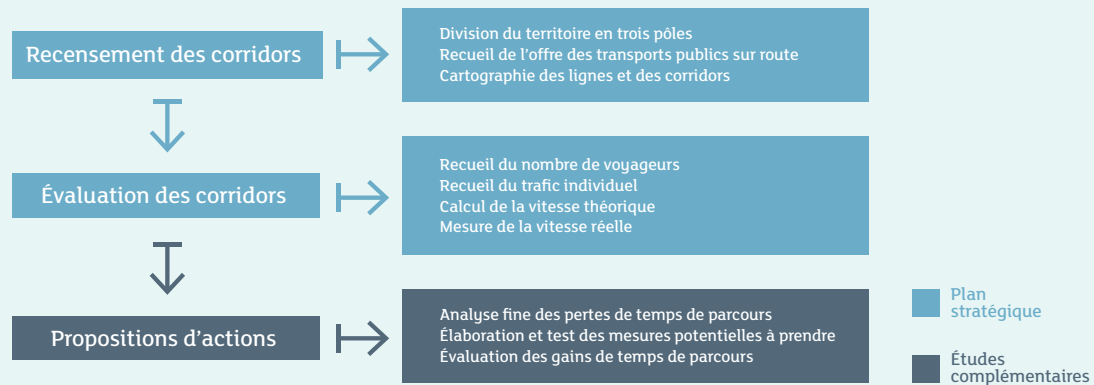 Recensement des corridors
Division du territoire en trois pôles
Recueil de l’offre des transports publics sur route
Cartographie des lignes et des corridors
Évaluation des corridors
Recueil du nombre de voyageurs
Recueil du trafic individuel
Calcul de la vitesse théorique
Mesure de la vitesse réelle
Propositions d’actions
Analyse fine des pertes de temps de parcours
Élaboration et test des mesures potentielles à prendre
Évaluation des gains de temps de parcours
Plan
stratégique
Études
complémentaires